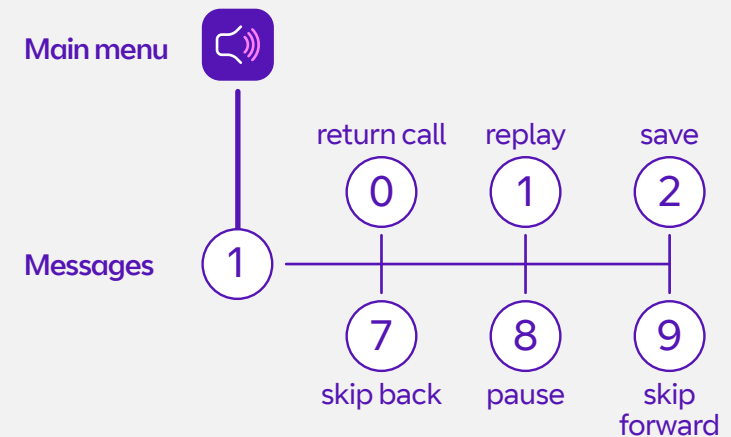 Main menu
return call replay save
0 1 2
Messages 1
7 8 9
skip back pause skip
forward